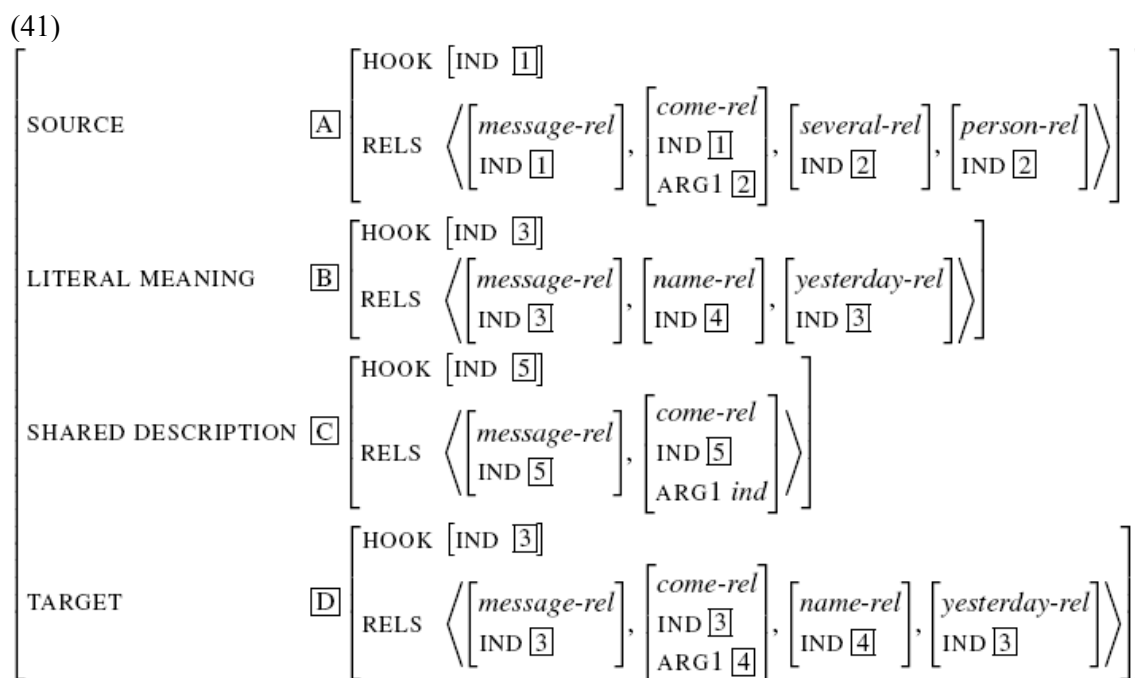 (41)
SOURCE A HOOK [IND 1]
RELS ⟨[message-rel IND 1], [come-rel IND 1 ARG1 2], [several-rel IND 2], [person-rel IND 2]⟩
LITERAL MEANING B HOOK [IND 3]
RELS ⟨[message-rel IND 3], [name-rel IND 4], [yesterday-rel IND 3]⟩
SHARED DESCRIPTION C HOOK [IND 5]
RELS ⟨[message-rel IND 5], [come-rel IND 5 ARG1 ind]⟩
TARGET D HOOK [IND 3]
RELS ⟨[message-rel IND 3], [come-rel IND 3 ARG1 4], [name-rel IND 4], [yesterday-rel IND 3]⟩